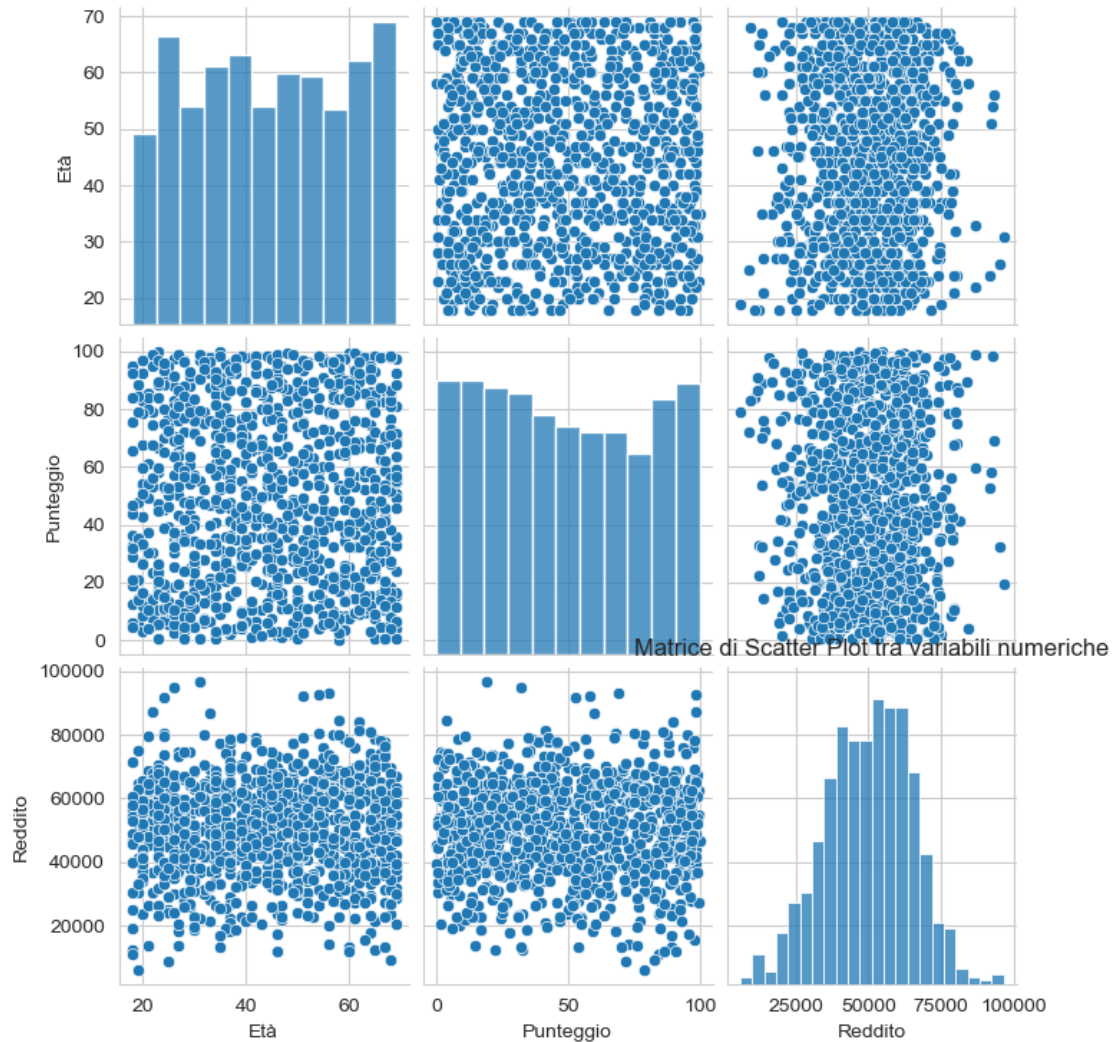 70
60
50
40
30
20
Età
100
80
60
40
20
0
Punteggio
Matrice di Scatter Plot tra variabili numeriche
100000
80000
60000
40000
20000
Reddito
20 40 60
0 50 100
25000 50000 75000 100000
Età
Punteggio
Reddito